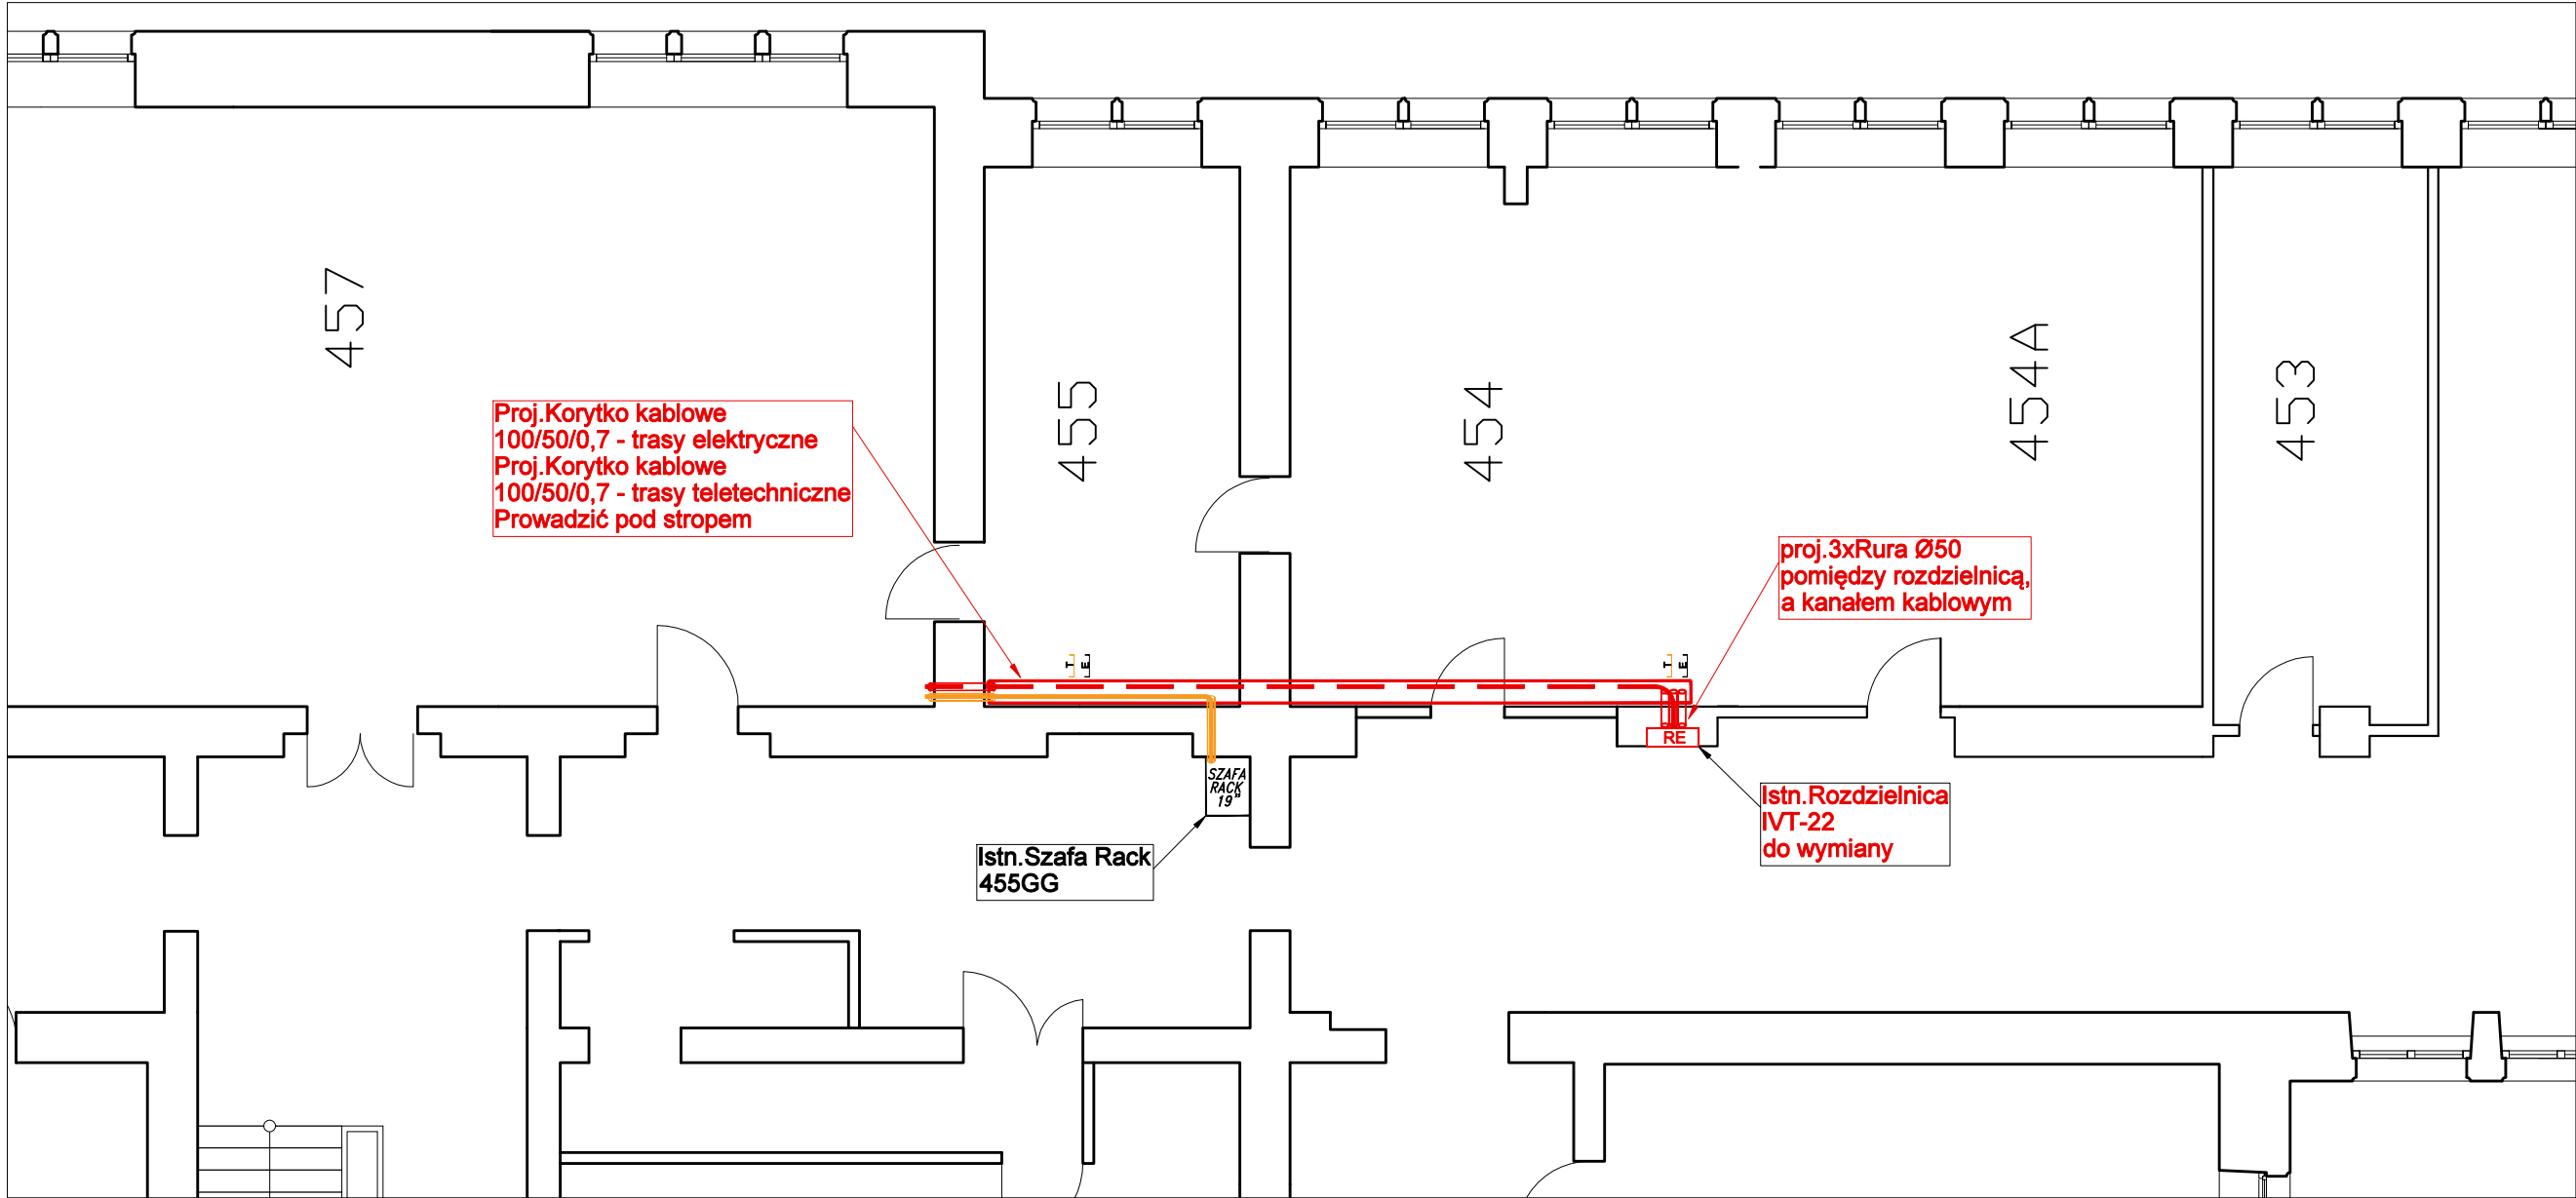 457
455
454
454A
453
Proj.Korytko kablowe
100/50/0,7 - trasy elektryczne
Proj.Korytko kablowe
100/50/0,7 - trasy teletechniczne
Prowadzić pod stropem
proj.3xRura Ø50
pomiędzy rozdzielnicą,
a kanałem kablowym
T E
T E
RE
SZAFA
RACK
19"
Istn.Rozdzielnica
IVT-22
do wymiany
Istn.Szafa Rack
455GG